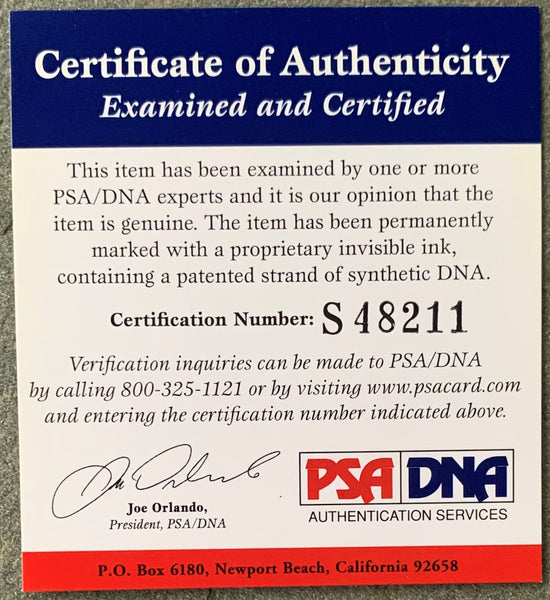 Certificate of Authenticity
Examined and Certified
This item has been examined by one or more
PSA/DNA experts and it is our opinion that the
item is genuine. The item has been permanently
marked with a proprietary invisible ink,
containing a patented strand of synthetic DNA.
Certification Number: S48211
Verification inquiries can be made to PSA/DNA
by calling 800-325-1121 or by visiting www.psacard.com
and entering the certification number indicated above.
Joe Orlando
Joe Orlando,
President, PSA/DNA
PSA DNA
AUTHENTICATION SERVICES
P.O. Box 6180, Newport Beach, California 92658